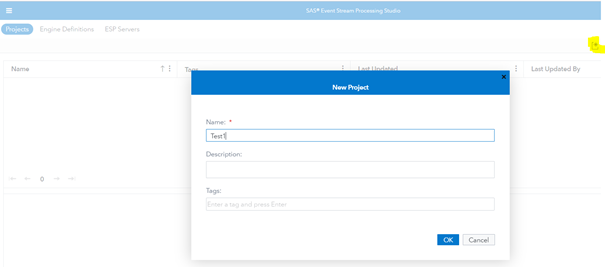 SAS® Event Stream Processing Studio
Projects Engine Definitions ESP Servers
Name Tags Last Updated Last Updated By
New Project
Name: *
Test1
Description:
0
Tags:
Enter a tag and press Enter
OK Cancel